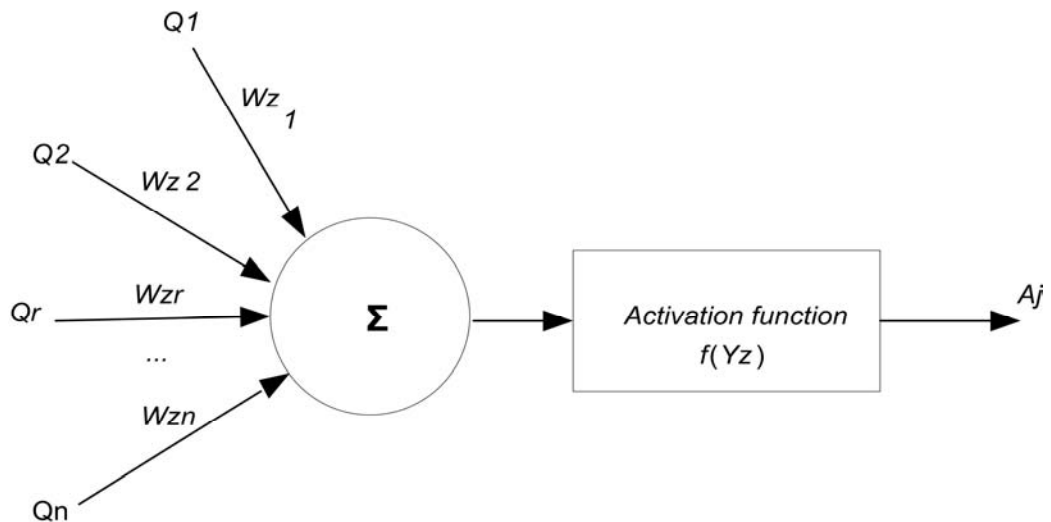 Q1
Wz 1
Q2
Wz 2
Qr
Wzr
...
Wzn
Qn
Σ
Activation function
f(Yz)
Aj